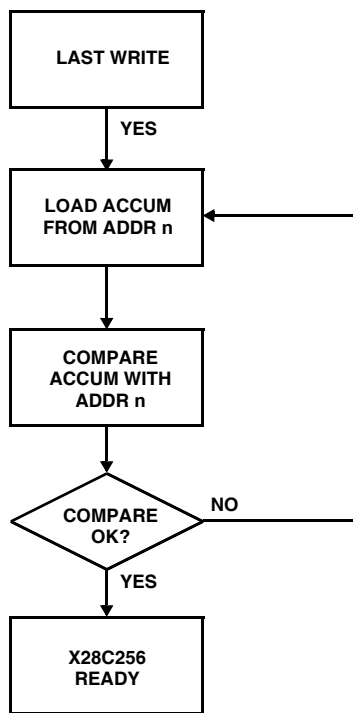 LAST WRITE
YES
LOAD ACCUM
FROM ADDR n
COMPARE
ACCUM WITH
ADDR n
COMPARE
OK?
NO
YES
X28C256
READY